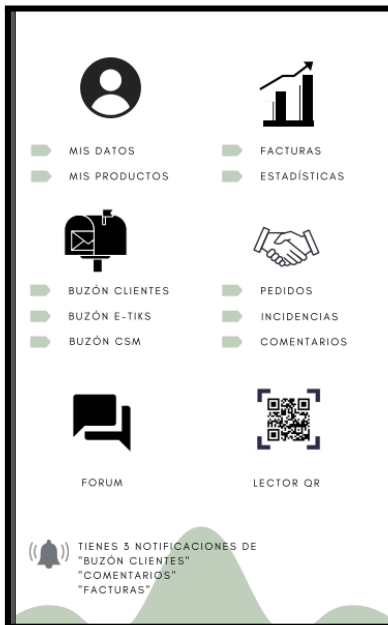 MIS DATOS
MIS PRODUCTOS
FACTURAS
ESTADÍSTICAS
BUZÓN CLIENTES
BUZÓN E-TIKS
BUZÓN CSM
PEDIDOS
INCIDENCIAS
COMENTARIOS
FORUM
LECTOR QR
TIENES 3 NOTIFICACIONES DE
"BUZÓN CLIENTES"
"COMENTARIOS"
"FACTURAS"